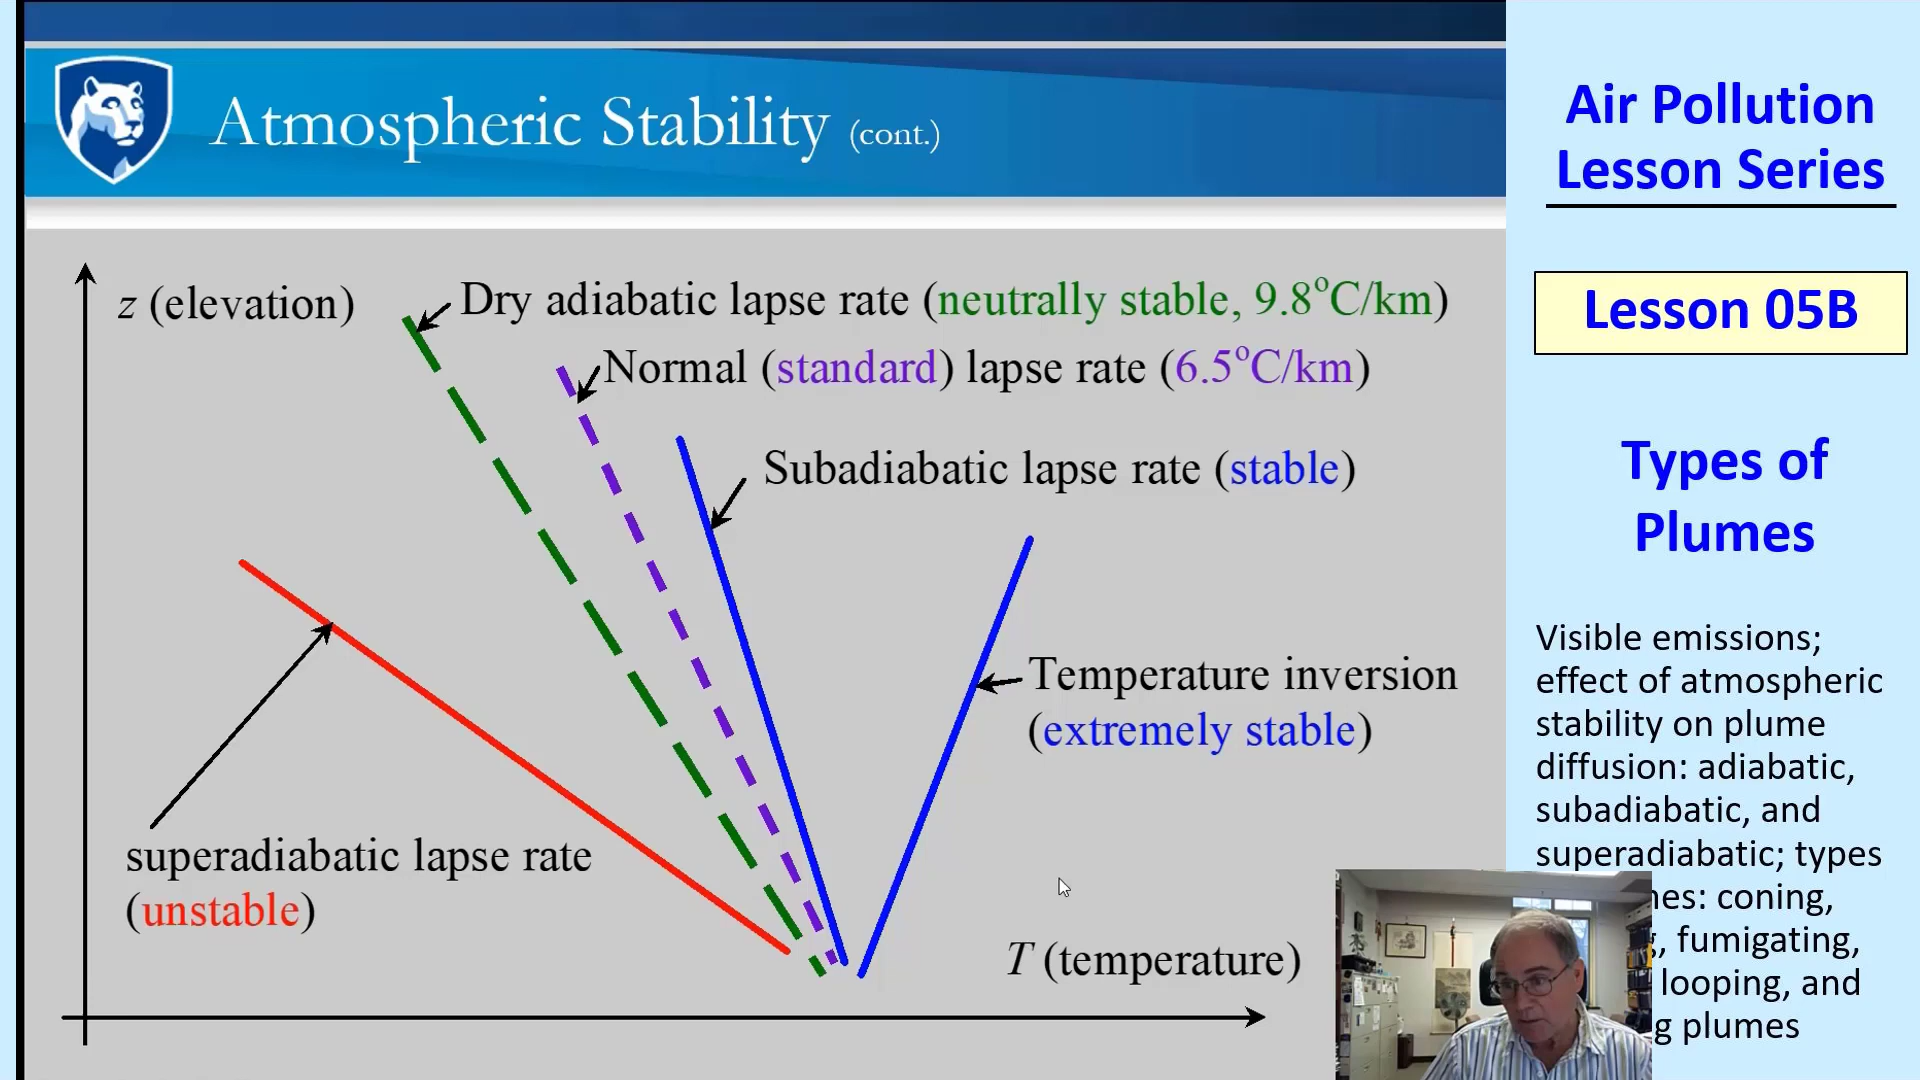 Atmospheric Stability (cont.)
z (elevation)
Dry adiabatic lapse rate (neutrally stable, 9.8°C/km)
Normal (standard) lapse rate (6.5°C/km)
Subadiabatic lapse rate (stable)
Temperature inversion
(extremely stable)
superadiabatic lapse rate
(unstable)
T (temperature)
Air Pollution
Lesson Series
Lesson 05B
Types of
Plumes
Visible emissions;
effect of atmospheric
stability on plume
diffusion: adiabatic,
subadiabatic, and
superadiabatic; types
coning,
fumigating,
looping, and
plumes